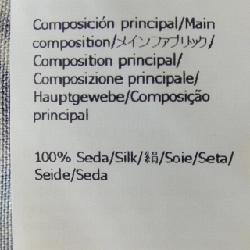 Composición principal/Main
composition/メインファブリック/
Composition principal/
Composizione principale/
Hauptgewebe/Composição
principal
100% Seda/Silk/絹/Soie/Seta/
Seide/Seda